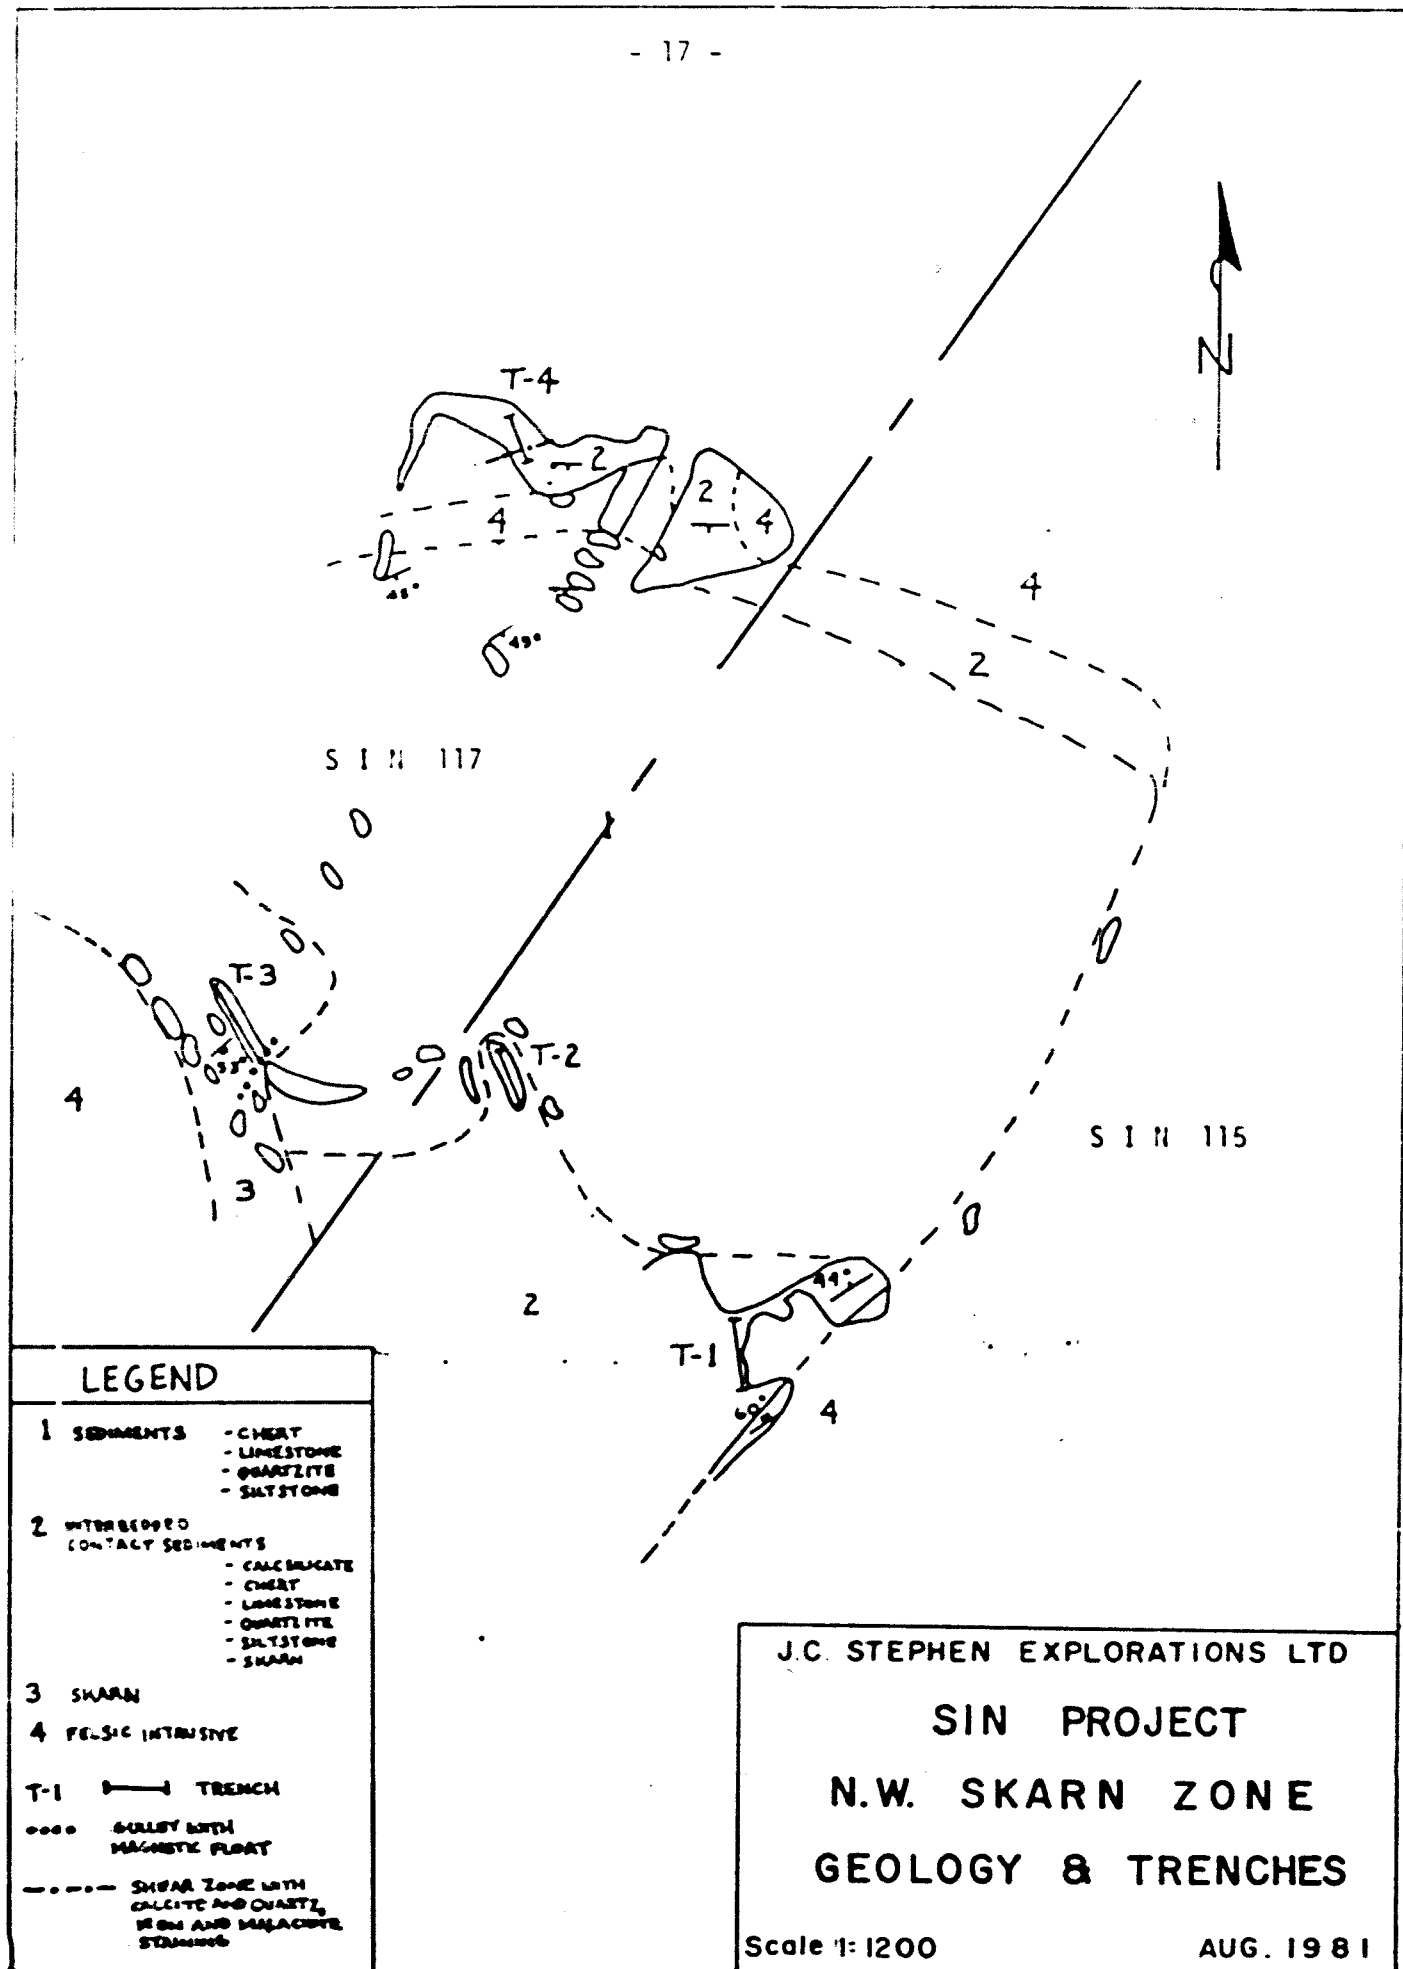 - 17 -
T-4
N
2
2
4
4
4
48°
49°
2
S I N 117
T-3
53°
T-2
4
S I N 115
3
44°
2
T-1
60°
4
LEGEND
1 SEDIMENTS - CHERT
- LIMESTONE
- QUARTZITE
- SILTSTONE
2 INTERBEDDED
CONTACT SEDIMENTS
- CALCSILICATE
- CHERT
- LIMESTONE
- QUARTZITE
- SILTSTONE
- SKARN
3 SKARN
4 FELSIC INTRUSIVE
T-1 TRENCH
GULLEY WITH
MAGNETIC FLOAT
SHEAR ZONE WITH
CALCITE AND QUARTZ,
IRON AND MALACHITE
STAINING
J.C. STEPHEN EXPLORATIONS LTD
SIN PROJECT
N.W. SKARN ZONE
GEOLOGY & TRENCHES
Scale 1:1200 AUG. 1981